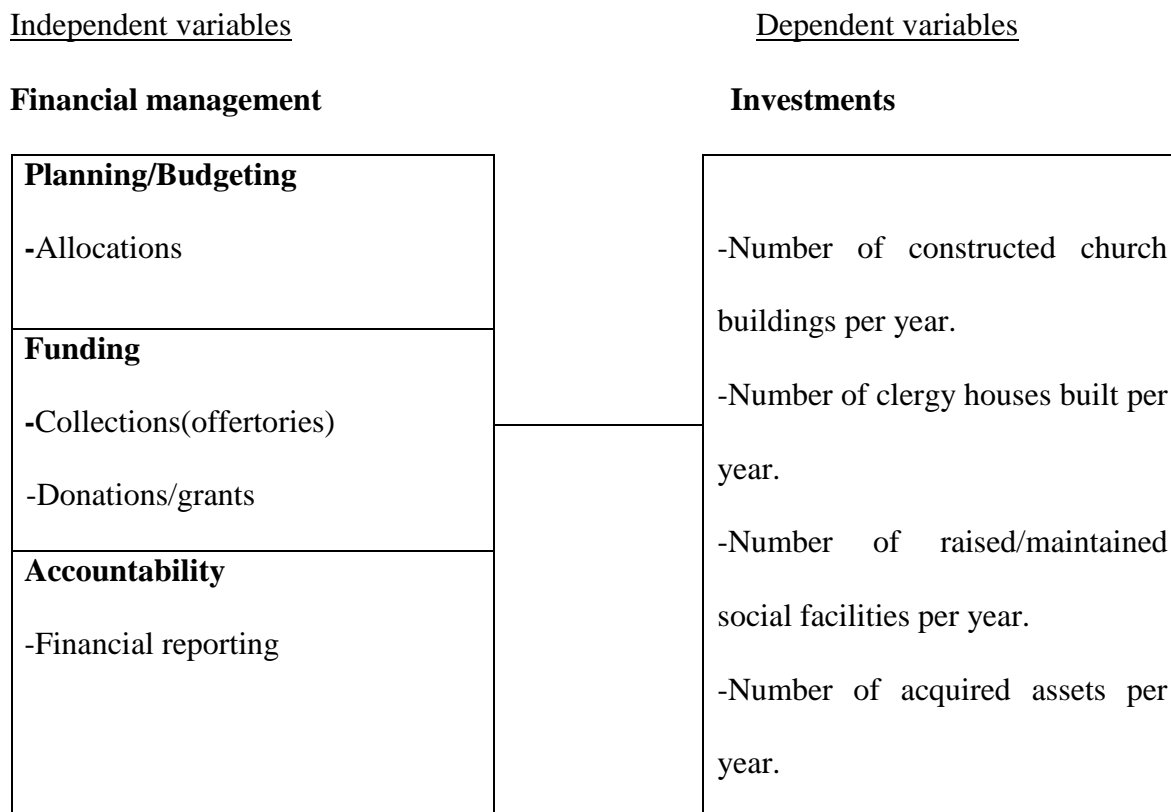 Independent variables
Dependent variables
Financial management
Investments
Planning/Budgeting
-Allocations
Funding
-Collections(offertories)
-Donations/grants
Accountability
-Financial reporting
-Number of constructed church
buildings per year.
-Number of clergy houses built per
year.
-Number of raised/maintained
social facilities per year.
-Number of acquired assets per
year.